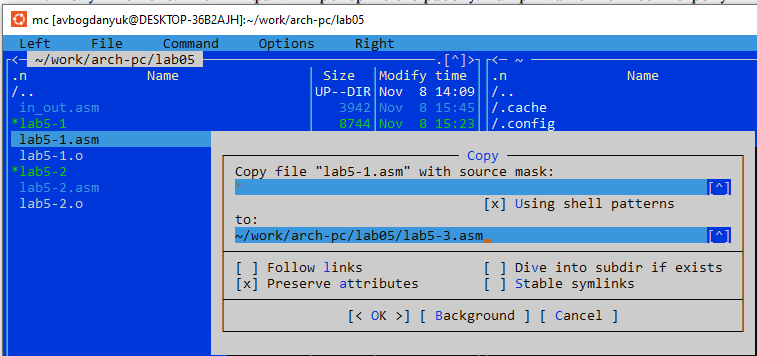 mc [avbogdanyuk@DESKTOP-36B2AJH]:~/work/arch-pc/lab05
Left File Command Options Right
<─ ~/work/arch-pc/lab05 .[^]> <─ ~
.n Name Size Modify time .n Name
/.. UP--DIR Nov 8 14:09 /..
in_out.asm 3942 Nov 8 15:45 /.cache
*lab5-1 8744 Nov 8 15:23 /.config
lab5-1.asm
lab5-1.o
*lab5-2
lab5-2.asm
lab5-2.o
Copy
Copy file "lab5-1.asm" with source mask:
* [^]
[x] Using shell patterns
to:
~/work/arch-pc/lab05/lab5-3.asm [^]
[ ] Follow links [ ] Dive into subdir if exists
[x] Preserve attributes [ ] Stable symlinks
[< OK >] [ Background ] [ Cancel ]